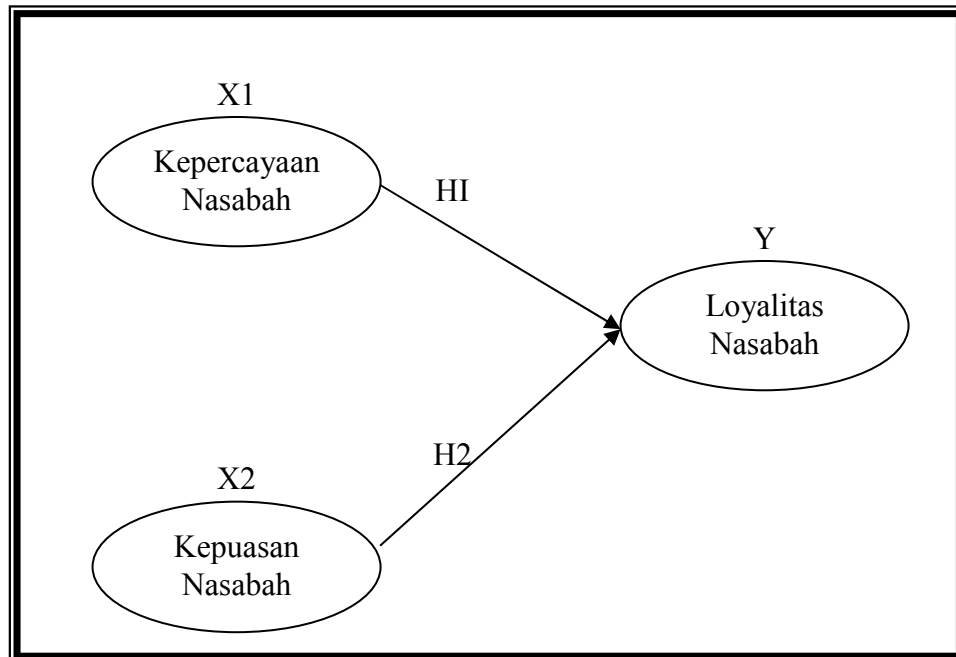 X1
Kepercayaan
Nasabah
HI
Y
Loyalitas
Nasabah
H2
X2
Kepuasan
Nasabah